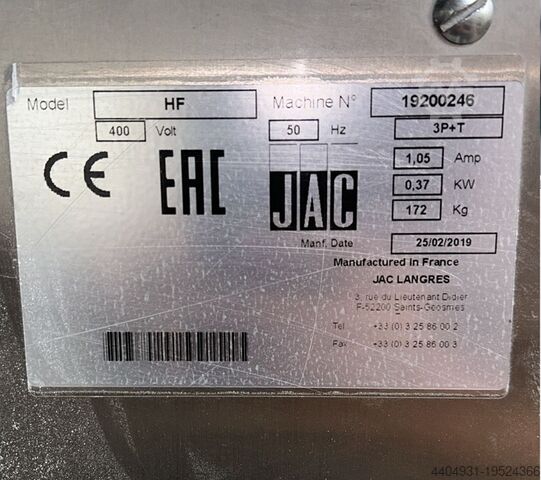 Model HF Machine N° 19200246
400 Volt 50 Hz 3P+T
1,05 Amp
0,37 KW
172 Kg
CE EAC JAC
Manf. Date 25/02/2019
Manufactured in France
JAC LANGRES
3, rue du Lieutenant Didier
F-52200 Saints-Geosmes
Tel +33 (0) 3 25 86 00 2
Fax +33 (0) 3 25 86 00 3
4404931-19524366